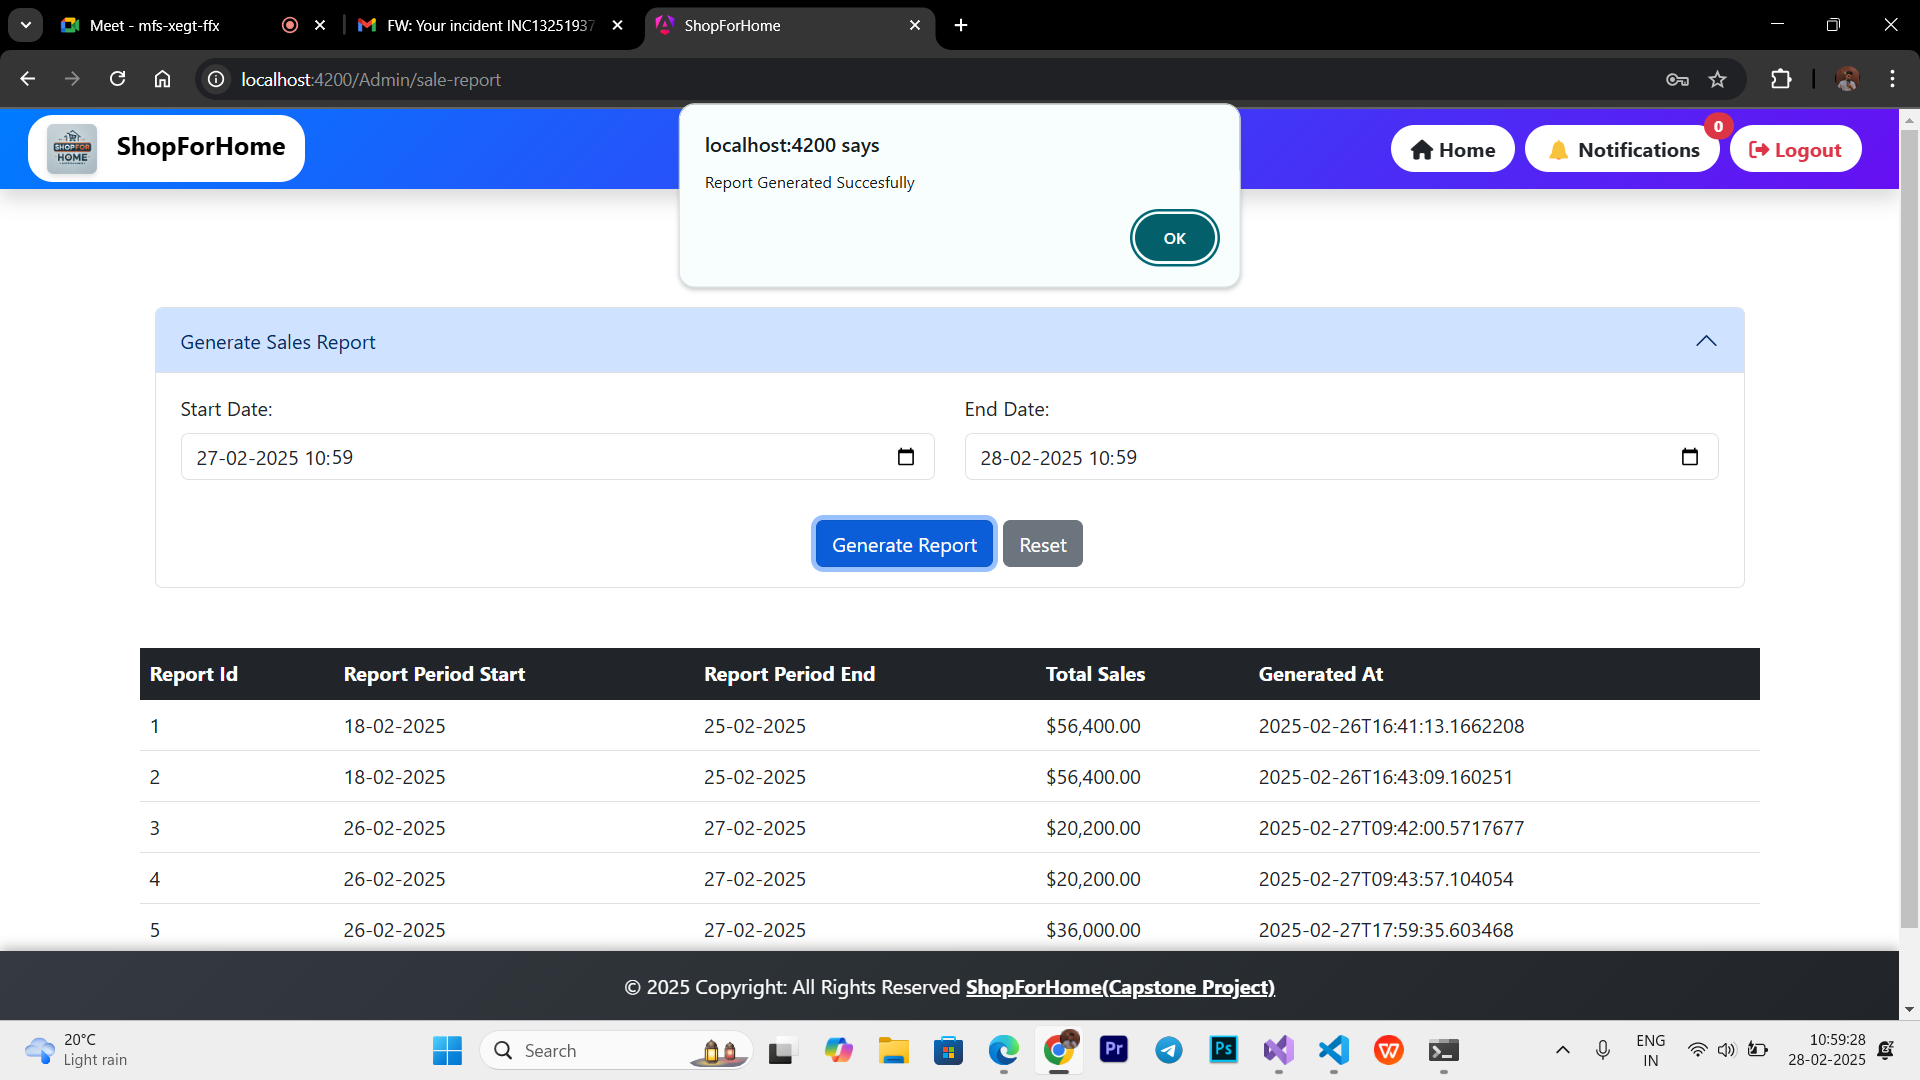 Meet - mfs-xegt-ffx
FW: Your incident INC13251937
ShopForHome
localhost:4200/Admin/sale-report
SHOPFOR
HOME
ShopForHome
localhost:4200 says
Report Generated Succesfully
OK
Home
Notifications
0
Logout
Generate Sales Report
Start Date:
End Date:
27-02-2025 10:59
28-02-2025 10:59
Generate Report
Reset
Report Id Report Period Start Report Period End Total Sales Generated At
1 18-02-2025 25-02-2025 $56,400.00 2025-02-26T16:41:13.1662208
2 18-02-2025 25-02-2025 $56,400.00 2025-02-26T16:43:09.160251
3 26-02-2025 27-02-2025 $20,200.00 2025-02-27T09:42:00.5717677
4 26-02-2025 27-02-2025 $20,200.00 2025-02-27T09:43:57.104054
5 26-02-2025 27-02-2025 $36,000.00 2025-02-27T17:59:35.603468
© 2025 Copyright: All Rights Reserved ShopForHome(Capstone Project)
20°C
Light rain
Search
Pr
Ps
W
ENG
IN
10:59:28
28-02-2025